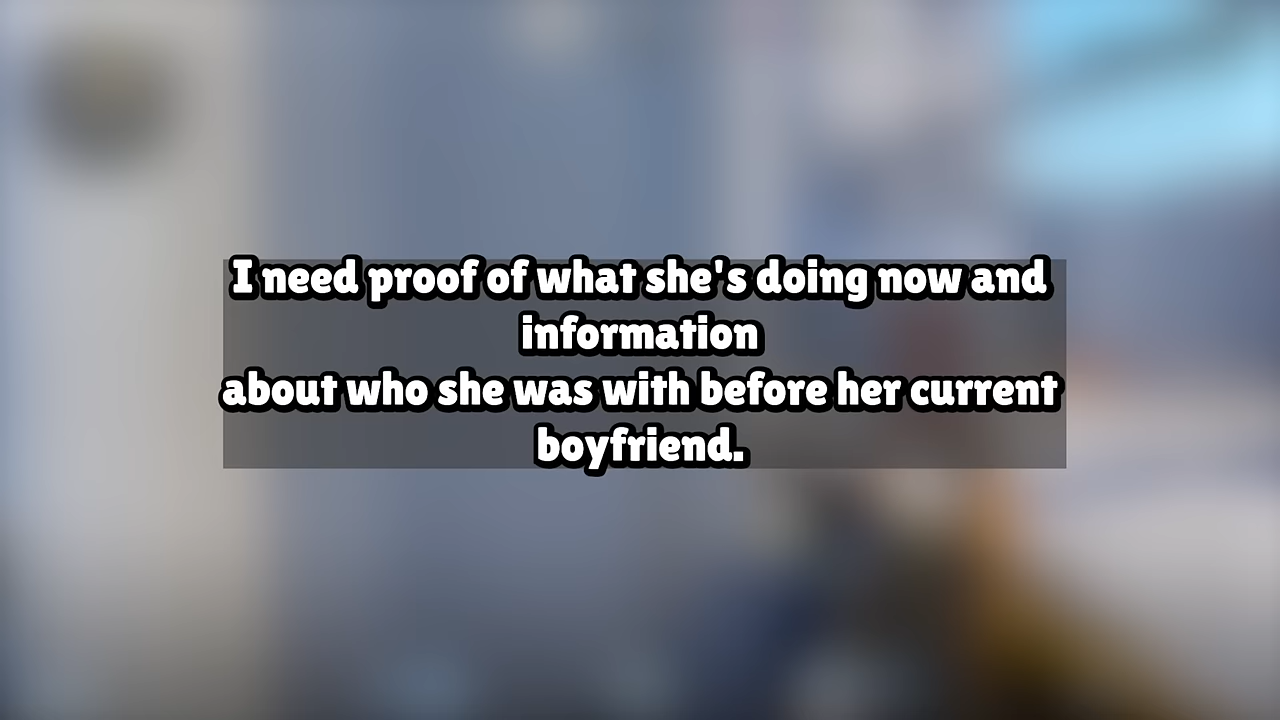 I need proof of what she's doing now and
information
about who she was with before her current
boyfriend.